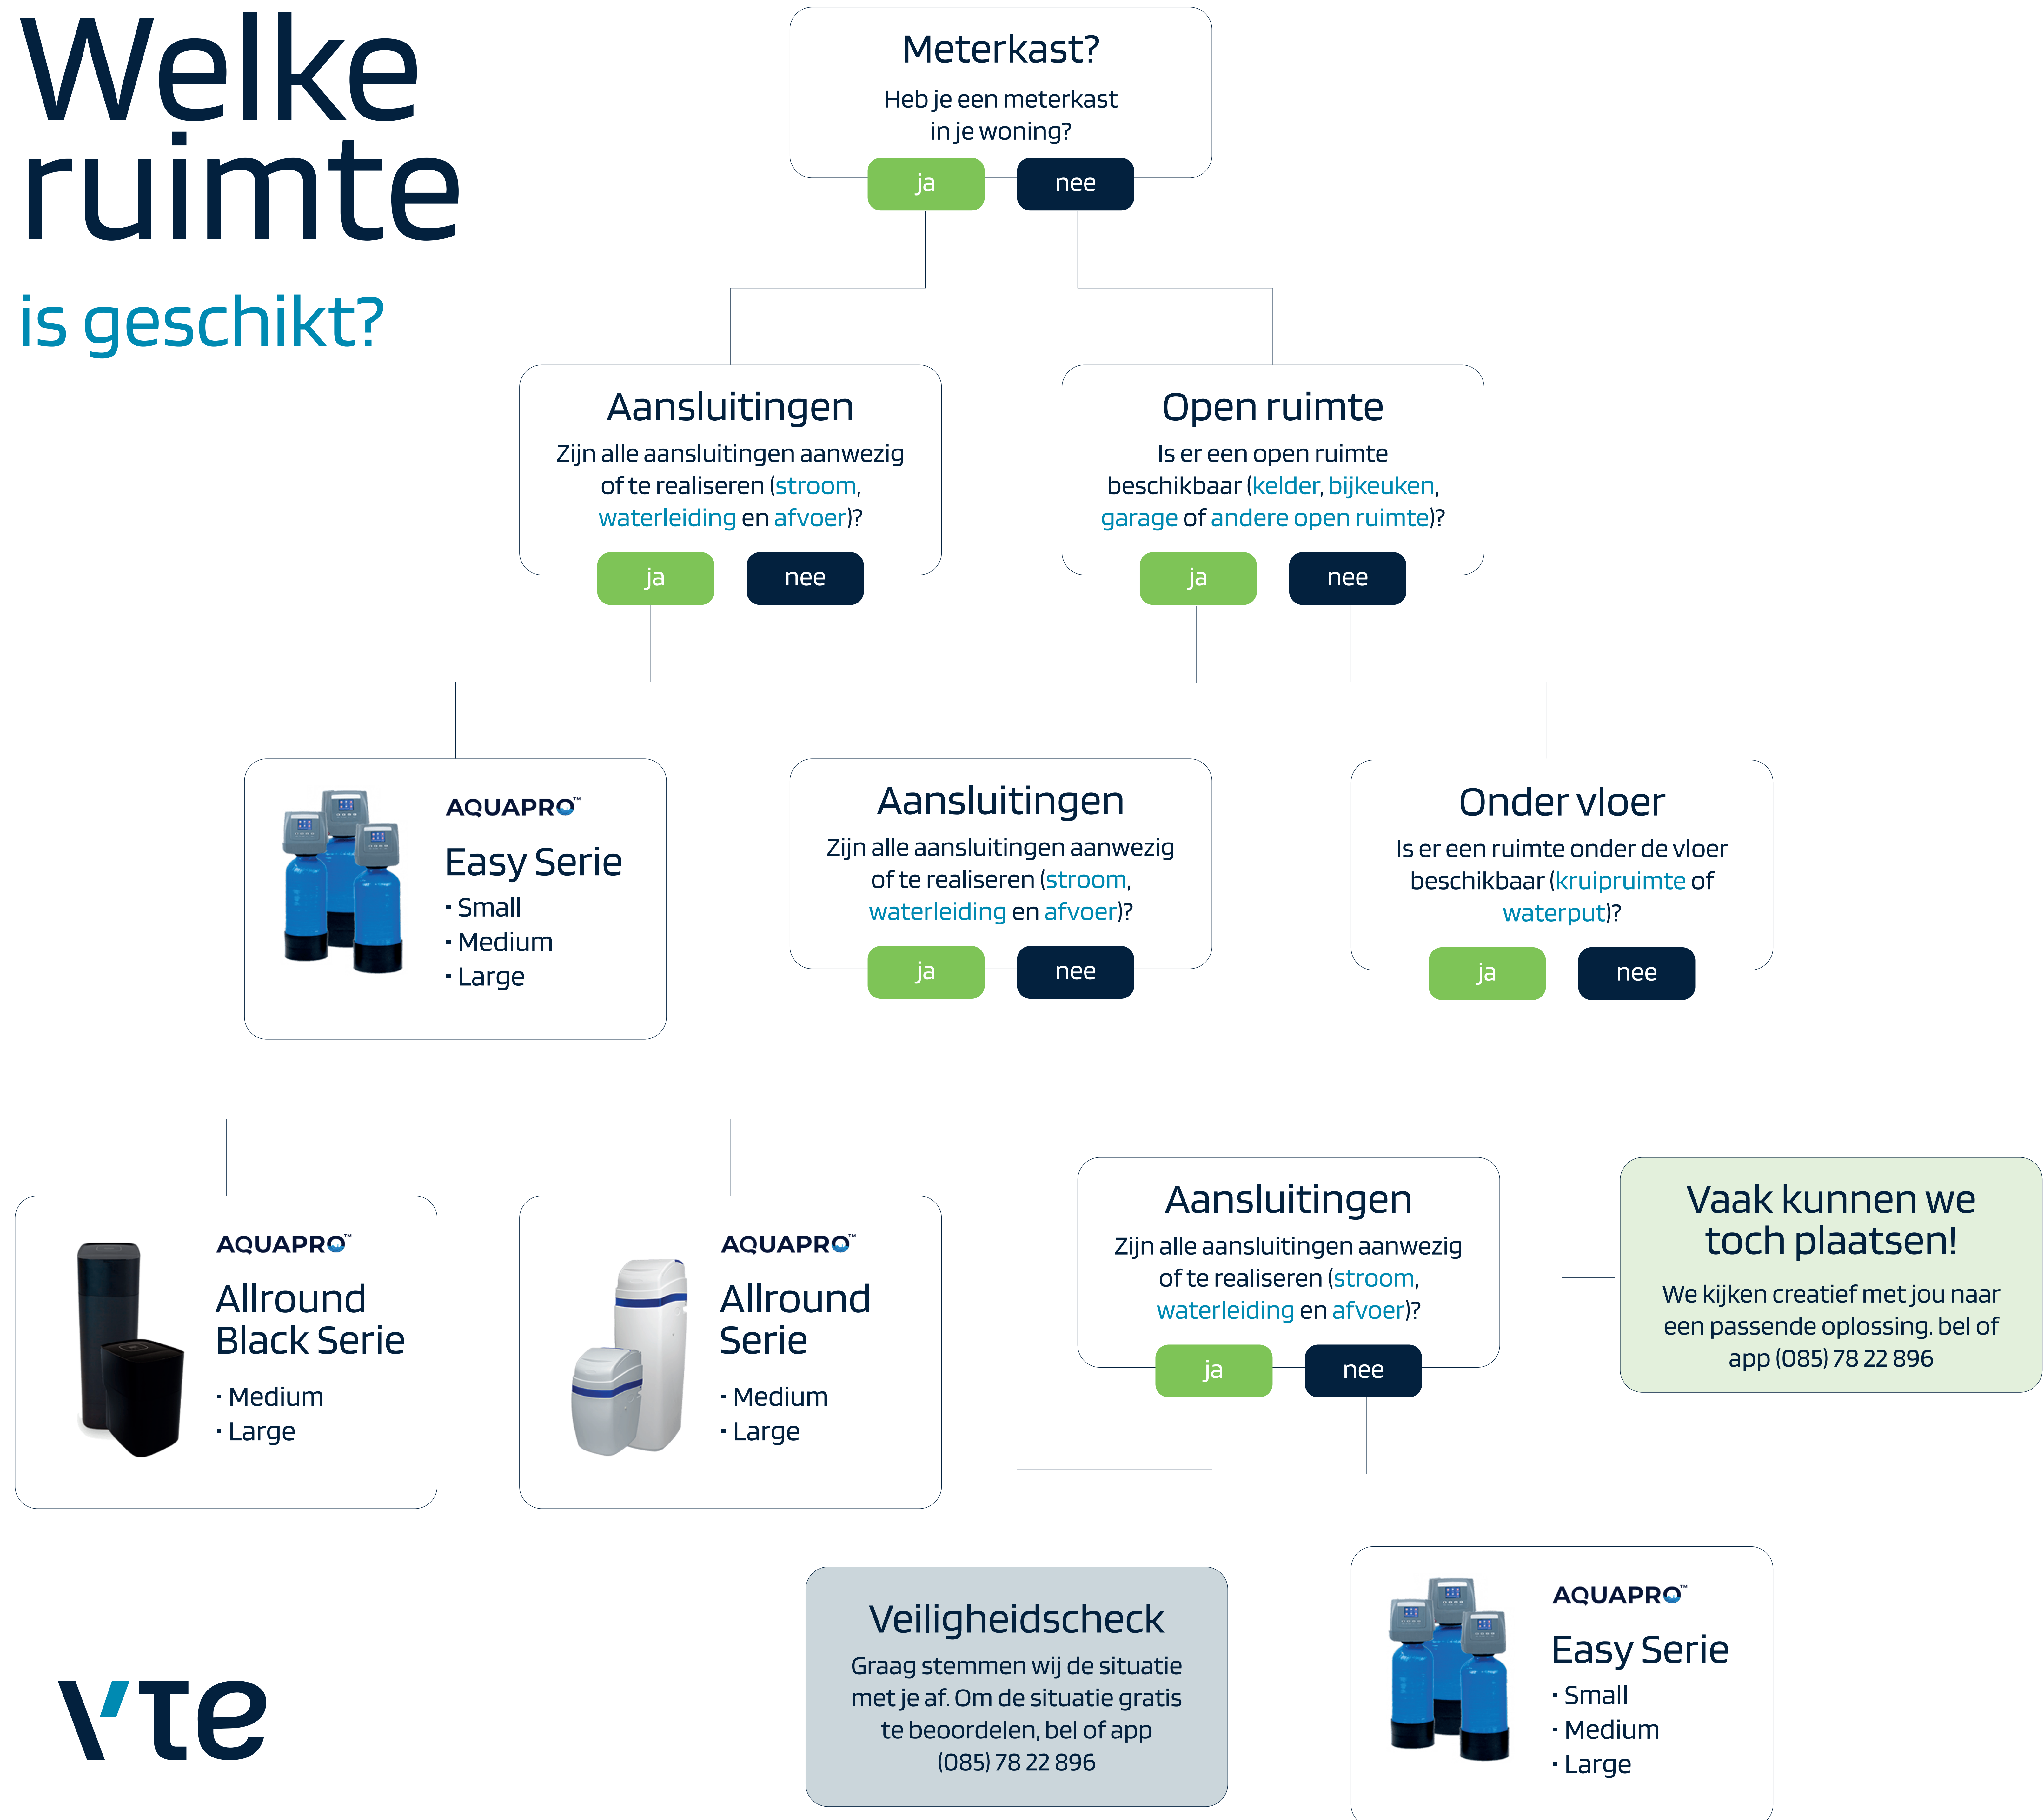 Welke
ruimte
is geschikt?
Meterkast?
Heb je een meterkast
in je woning?
ja
nee
Aansluitingen
Zijn alle aansluitingen aanwezig
of te realiseren (stroom,
waterleiding en afvoer)?
ja
nee
Open ruimte
Is er een open ruimte
beschikbaar (kelder, bijkeuken,
garage of andere open ruimte)?
ja
nee
AQUAPRO™
Easy Serie
· Small
· Medium
· Large
Aansluitingen
Zijn alle aansluitingen aanwezig
of te realiseren (stroom,
waterleiding en afvoer)?
ja
nee
Onder vloer
Is er een ruimte onder de vloer
beschikbaar (kruipruimte of
waterput)?
ja
nee
AQUAPRO™
Allround
Black Serie
· Medium
· Large
AQUAPRO™
Allround
Serie
· Medium
· Large
Aansluitingen
Zijn alle aansluitingen aanwezig
of te realiseren (stroom,
waterleiding en afvoer)?
ja
nee
Vaak kunnen we
toch plaatsen!
We kijken creatief met jou naar
een passende oplossing. bel of
app (085) 78 22 896
Veiligheidscheck
Graag stemmen wij de situatie
met je af. Om de situatie gratis
te beoordelen, bel of app
(085) 78 22 896
AQUAPRO™
Easy Serie
· Small
· Medium
· Large
vte